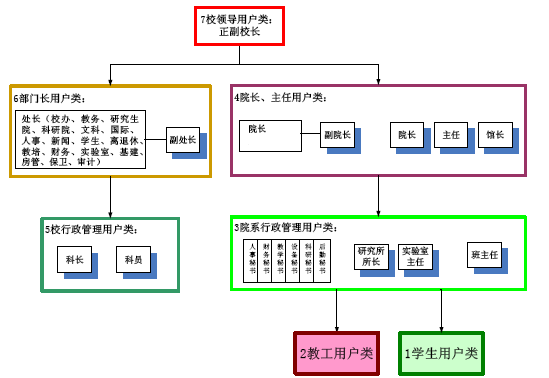 7校领导用户类:
正副校长
6部门长用户类:
处长（校办、教务、研究生
院、科研院、文科、国际、
人事、新闻、学生、离退休、
教培、财务、实验室、基建、
房管、保卫、审计）
副处长
4院长、主任用户类:
院长
副院长
院长
主任
馆长
5校行政管理用户类:
科长
科员
3院系行政管理用户类:
人事秘书
财务秘书
教学秘书
设备秘书
科研秘书
后勤秘书
研究所
所长
实验室
主任
班主任
2教工用户类
1学生用户类